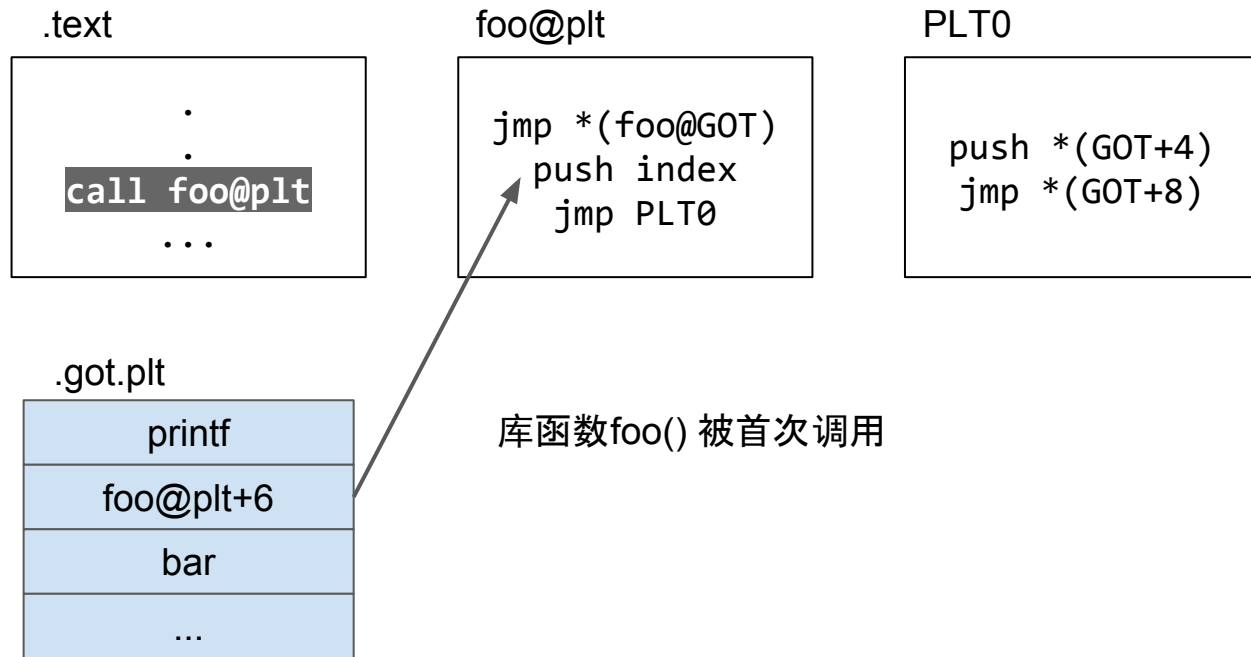 .text
.
.
call foo@plt
...
foo@plt
jmp *(foo@GOT)
push index
jmp PLT0
PLT0
push *(GOT+4)
jmp *(GOT+8)
.got.plt
printf
foo@plt+6
bar
...
库函数foo() 被首次调用